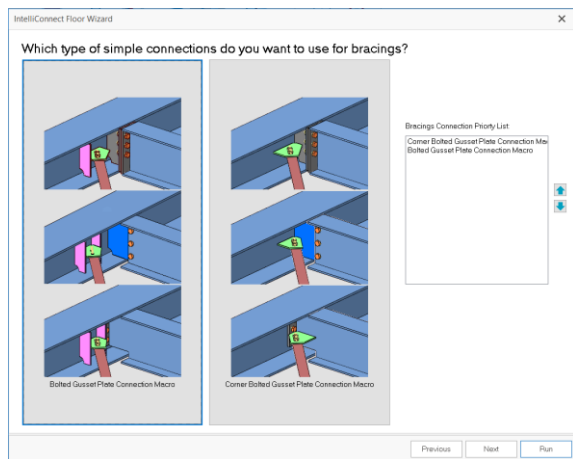 IntelliConnect Floor Wizard
Which type of simple connections do you want to use for bracings?
Bolted Gusset Plate Connection Macro
Corner Bolted Gusset Plate Connection Macro
Bracings Connection Priorty List
Corner Bolted Gusset Plate Connection Mac
Bolted Gusset Plate Connection Macro
Previous
Next
Run